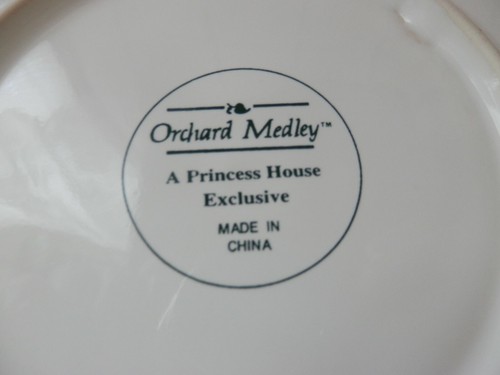 Orchard Medley™
A Princess House
Exclusive
MADE IN
CHINA